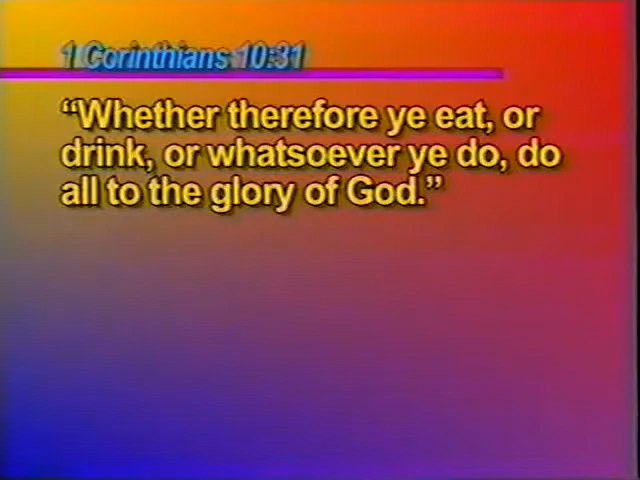 1 Corinthians 10:31
“Whether therefore ye eat, or
drink, or whatsoever ye do, do
all to the glory of God.”